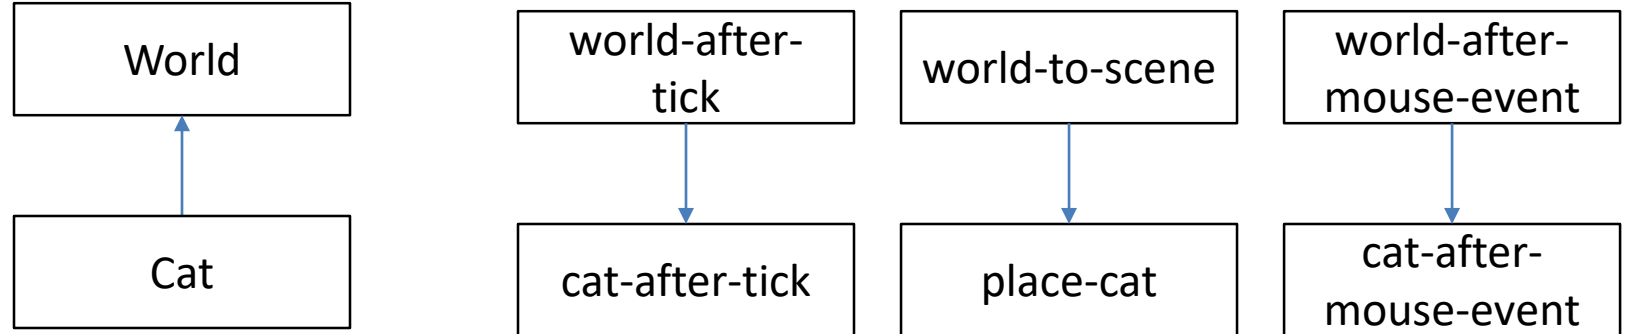 World
world-after-
tick
world-to-scene
world-after-
mouse-event
Cat
cat-after-tick
place-cat
cat-after-
mouse-event